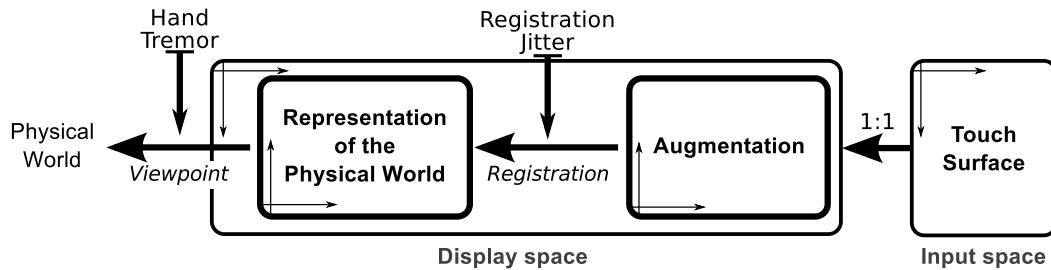 Hand
Tremor
Registration
Jitter
Physical
World
Viewpoint
Representation
of the
Physical World
Registration
Augmentation
1:1
Touch
Surface
Display space
Input space